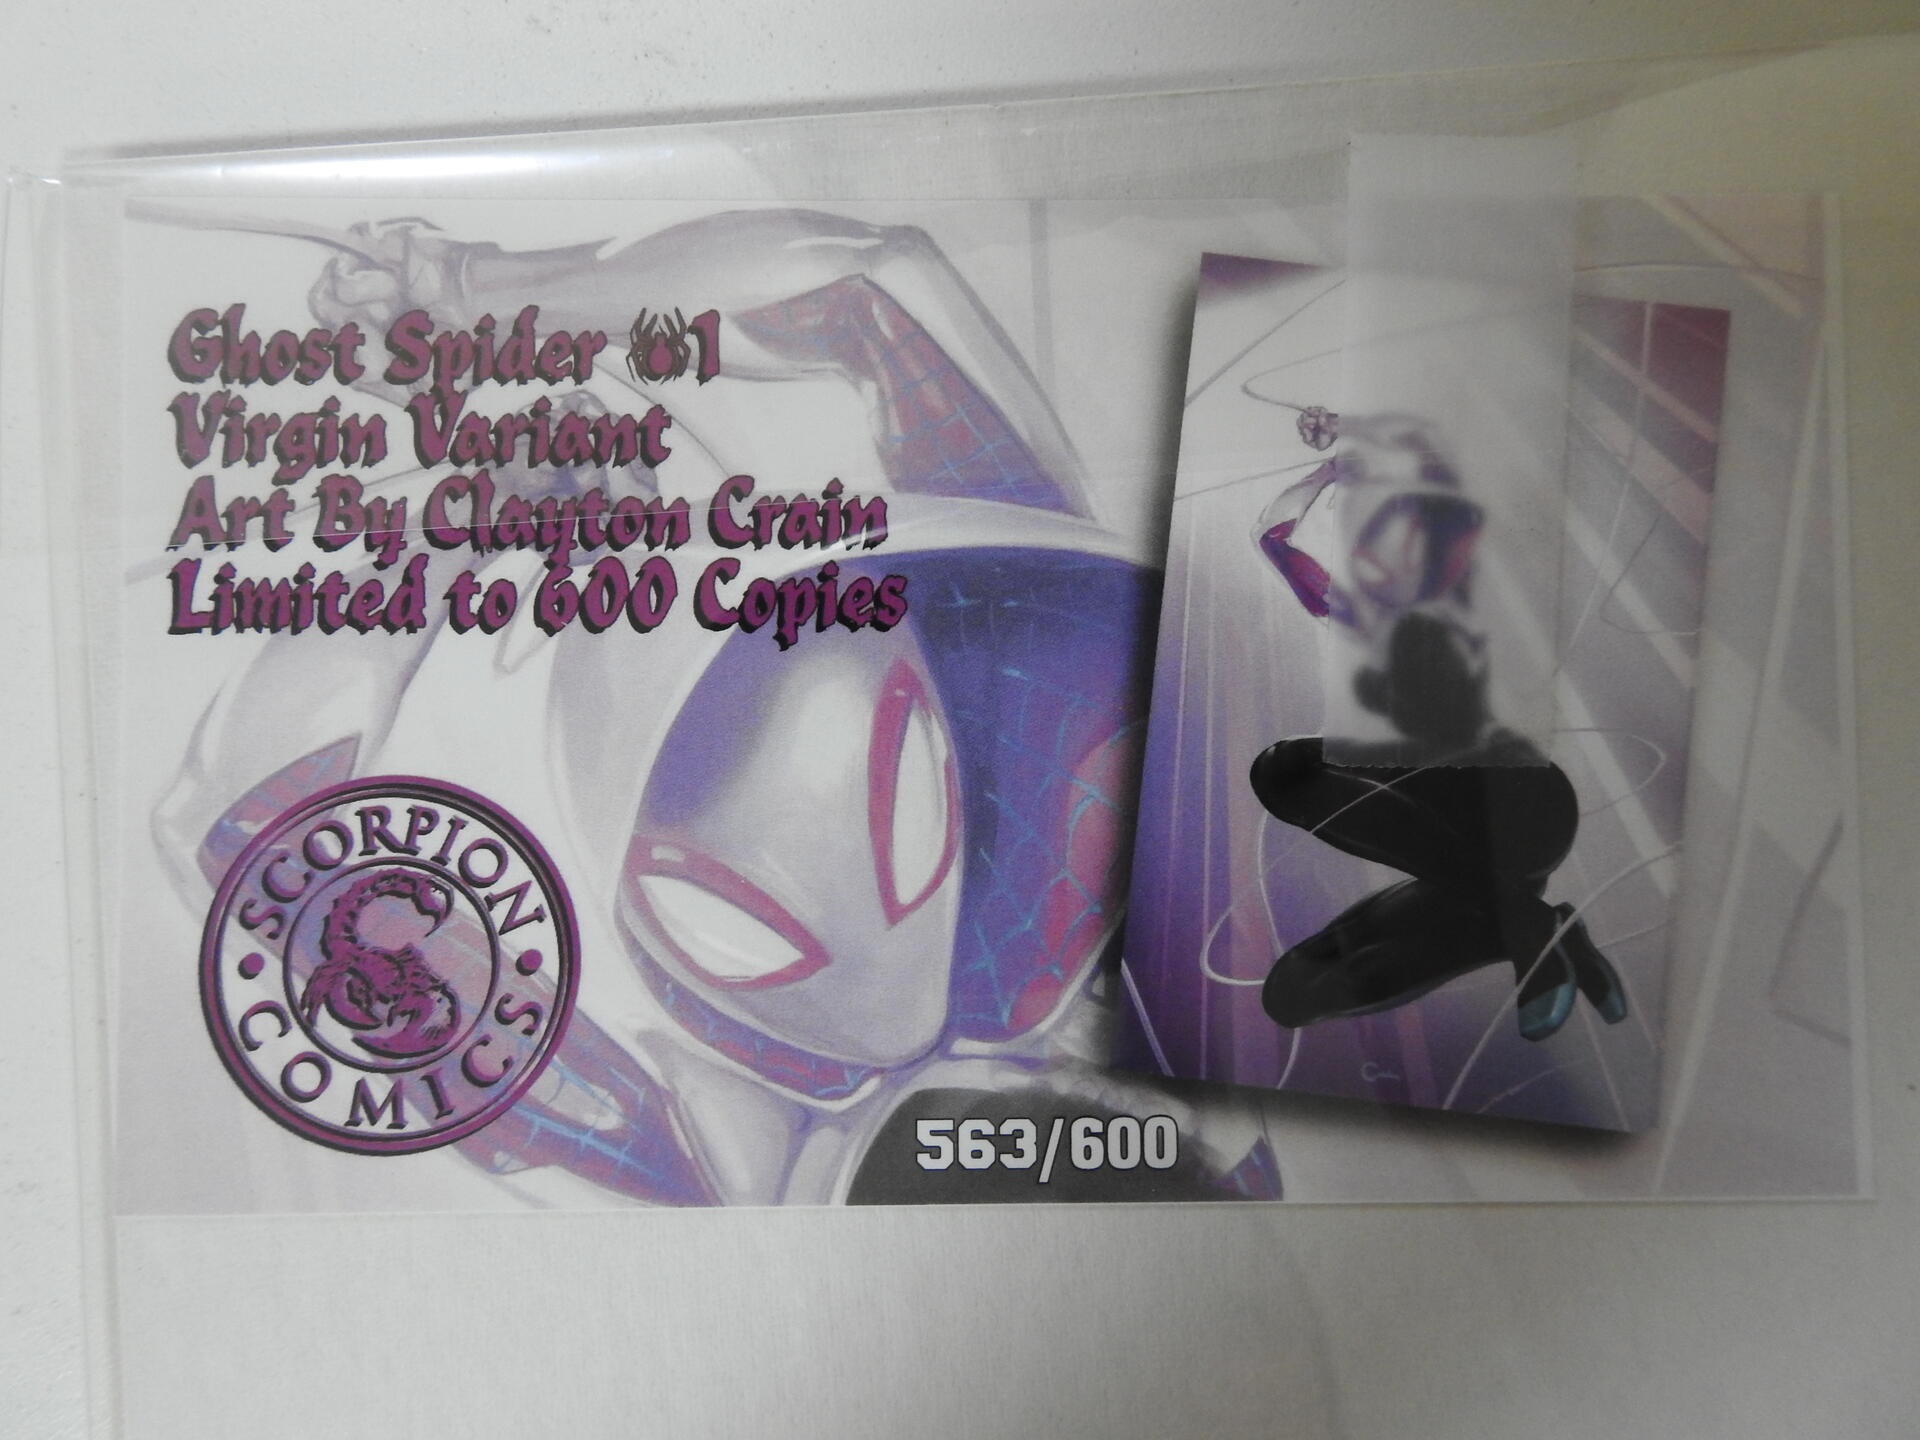 Ghost Spider 1
Virgin Variant
Art By Clayton Crain
Limited to 600 Copies
SCORPION
COMICS
563/600